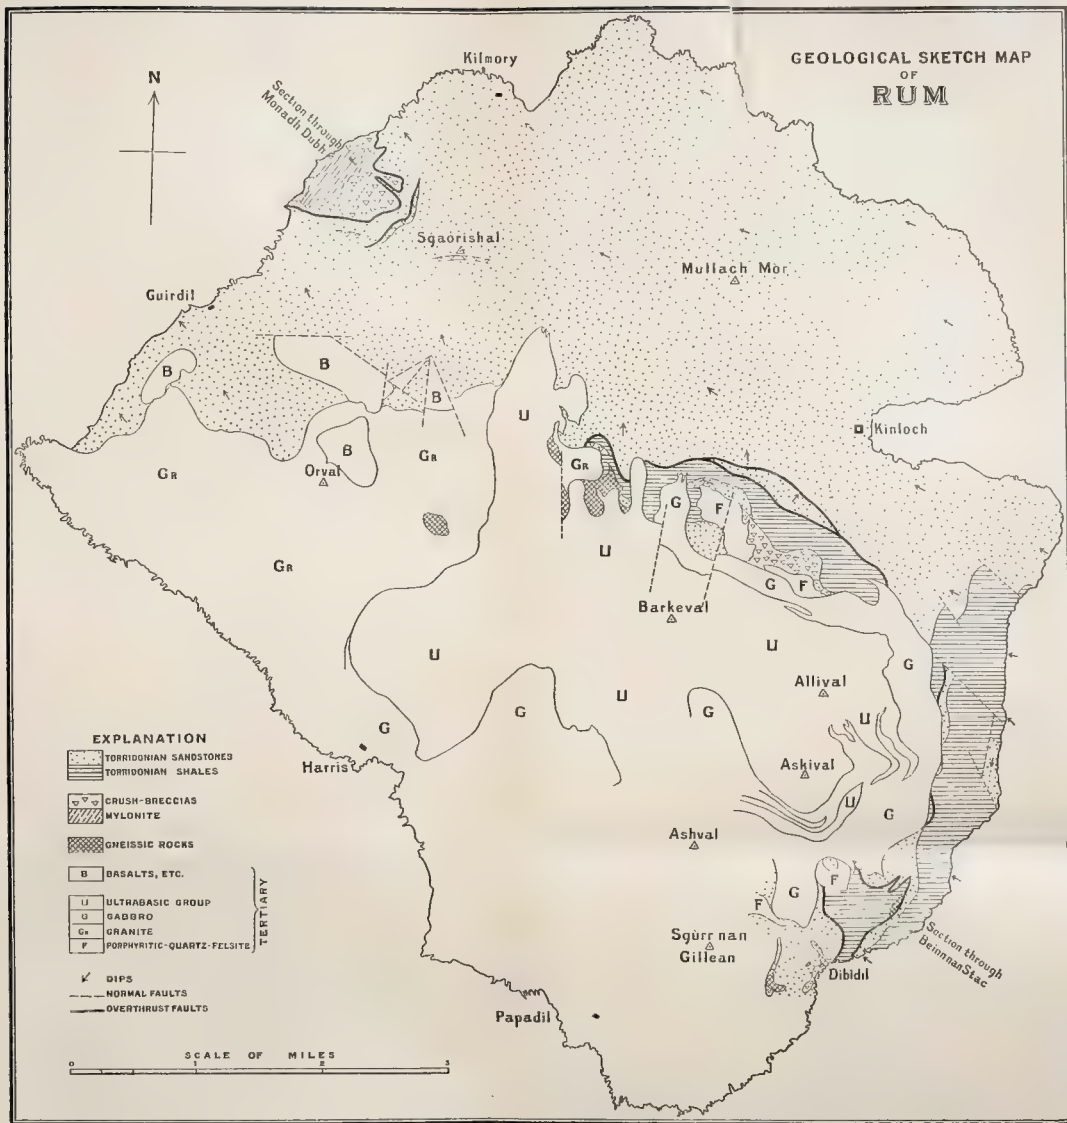 GEOLOGICAL SKETCH MAP
OF
RUM
N
Kilmory
Section through
Monadh Dubh
Sgaorishal
Mullach Mor
Guirdil
B
B
B
U
Kinloch
Gr
B
Orval
Gr
Gr
G
F
Gr
U
G
F
Barkeval
U
U
G
Allival
U
G
G
U
G
Harris
Askival
U
G
Ashval
F
G
F
Sgùrr nan
Gillean
Dibidil
Section through
Beinn nan Stac
Papadil
EXPLANATION
TORRIDONIAN SANDSTONES
TORRIDONIAN SHALES
CRUSH-BRECCIAS
MYLONITE
GNEISSIC ROCKS
B BASALTS, ETC.
U ULTRABASIC GROUP
G GABBRO
Gr GRANITE
F PORPHYRITIC-QUARTZ-FELSITE
TERTIARY
DIPS
NORMAL FAULTS
OVERTHRUST FAULTS
SCALE OF MILES
0 1 2 3